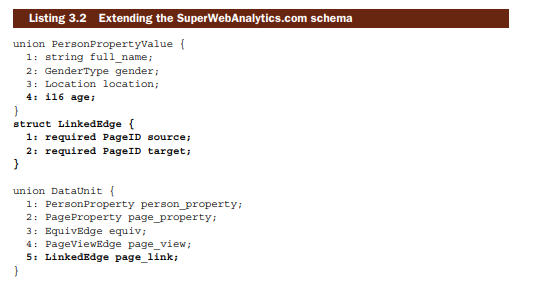 Listing 3.2 Extending the SuperWebAnalytics.com schema
union PersonPropertyValue {
1: string full_name;
2: GenderType gender;
3: Location location;
4: i16 age;
}
struct LinkedEdge {
1: required PageID source;
2: required PageID target;
}
union DataUnit {
1: PersonProperty person_property;
2: PageProperty page_property;
3: EquivEdge equiv;
4: PageViewEdge page_view;
5: LinkedEdge page_link;
}